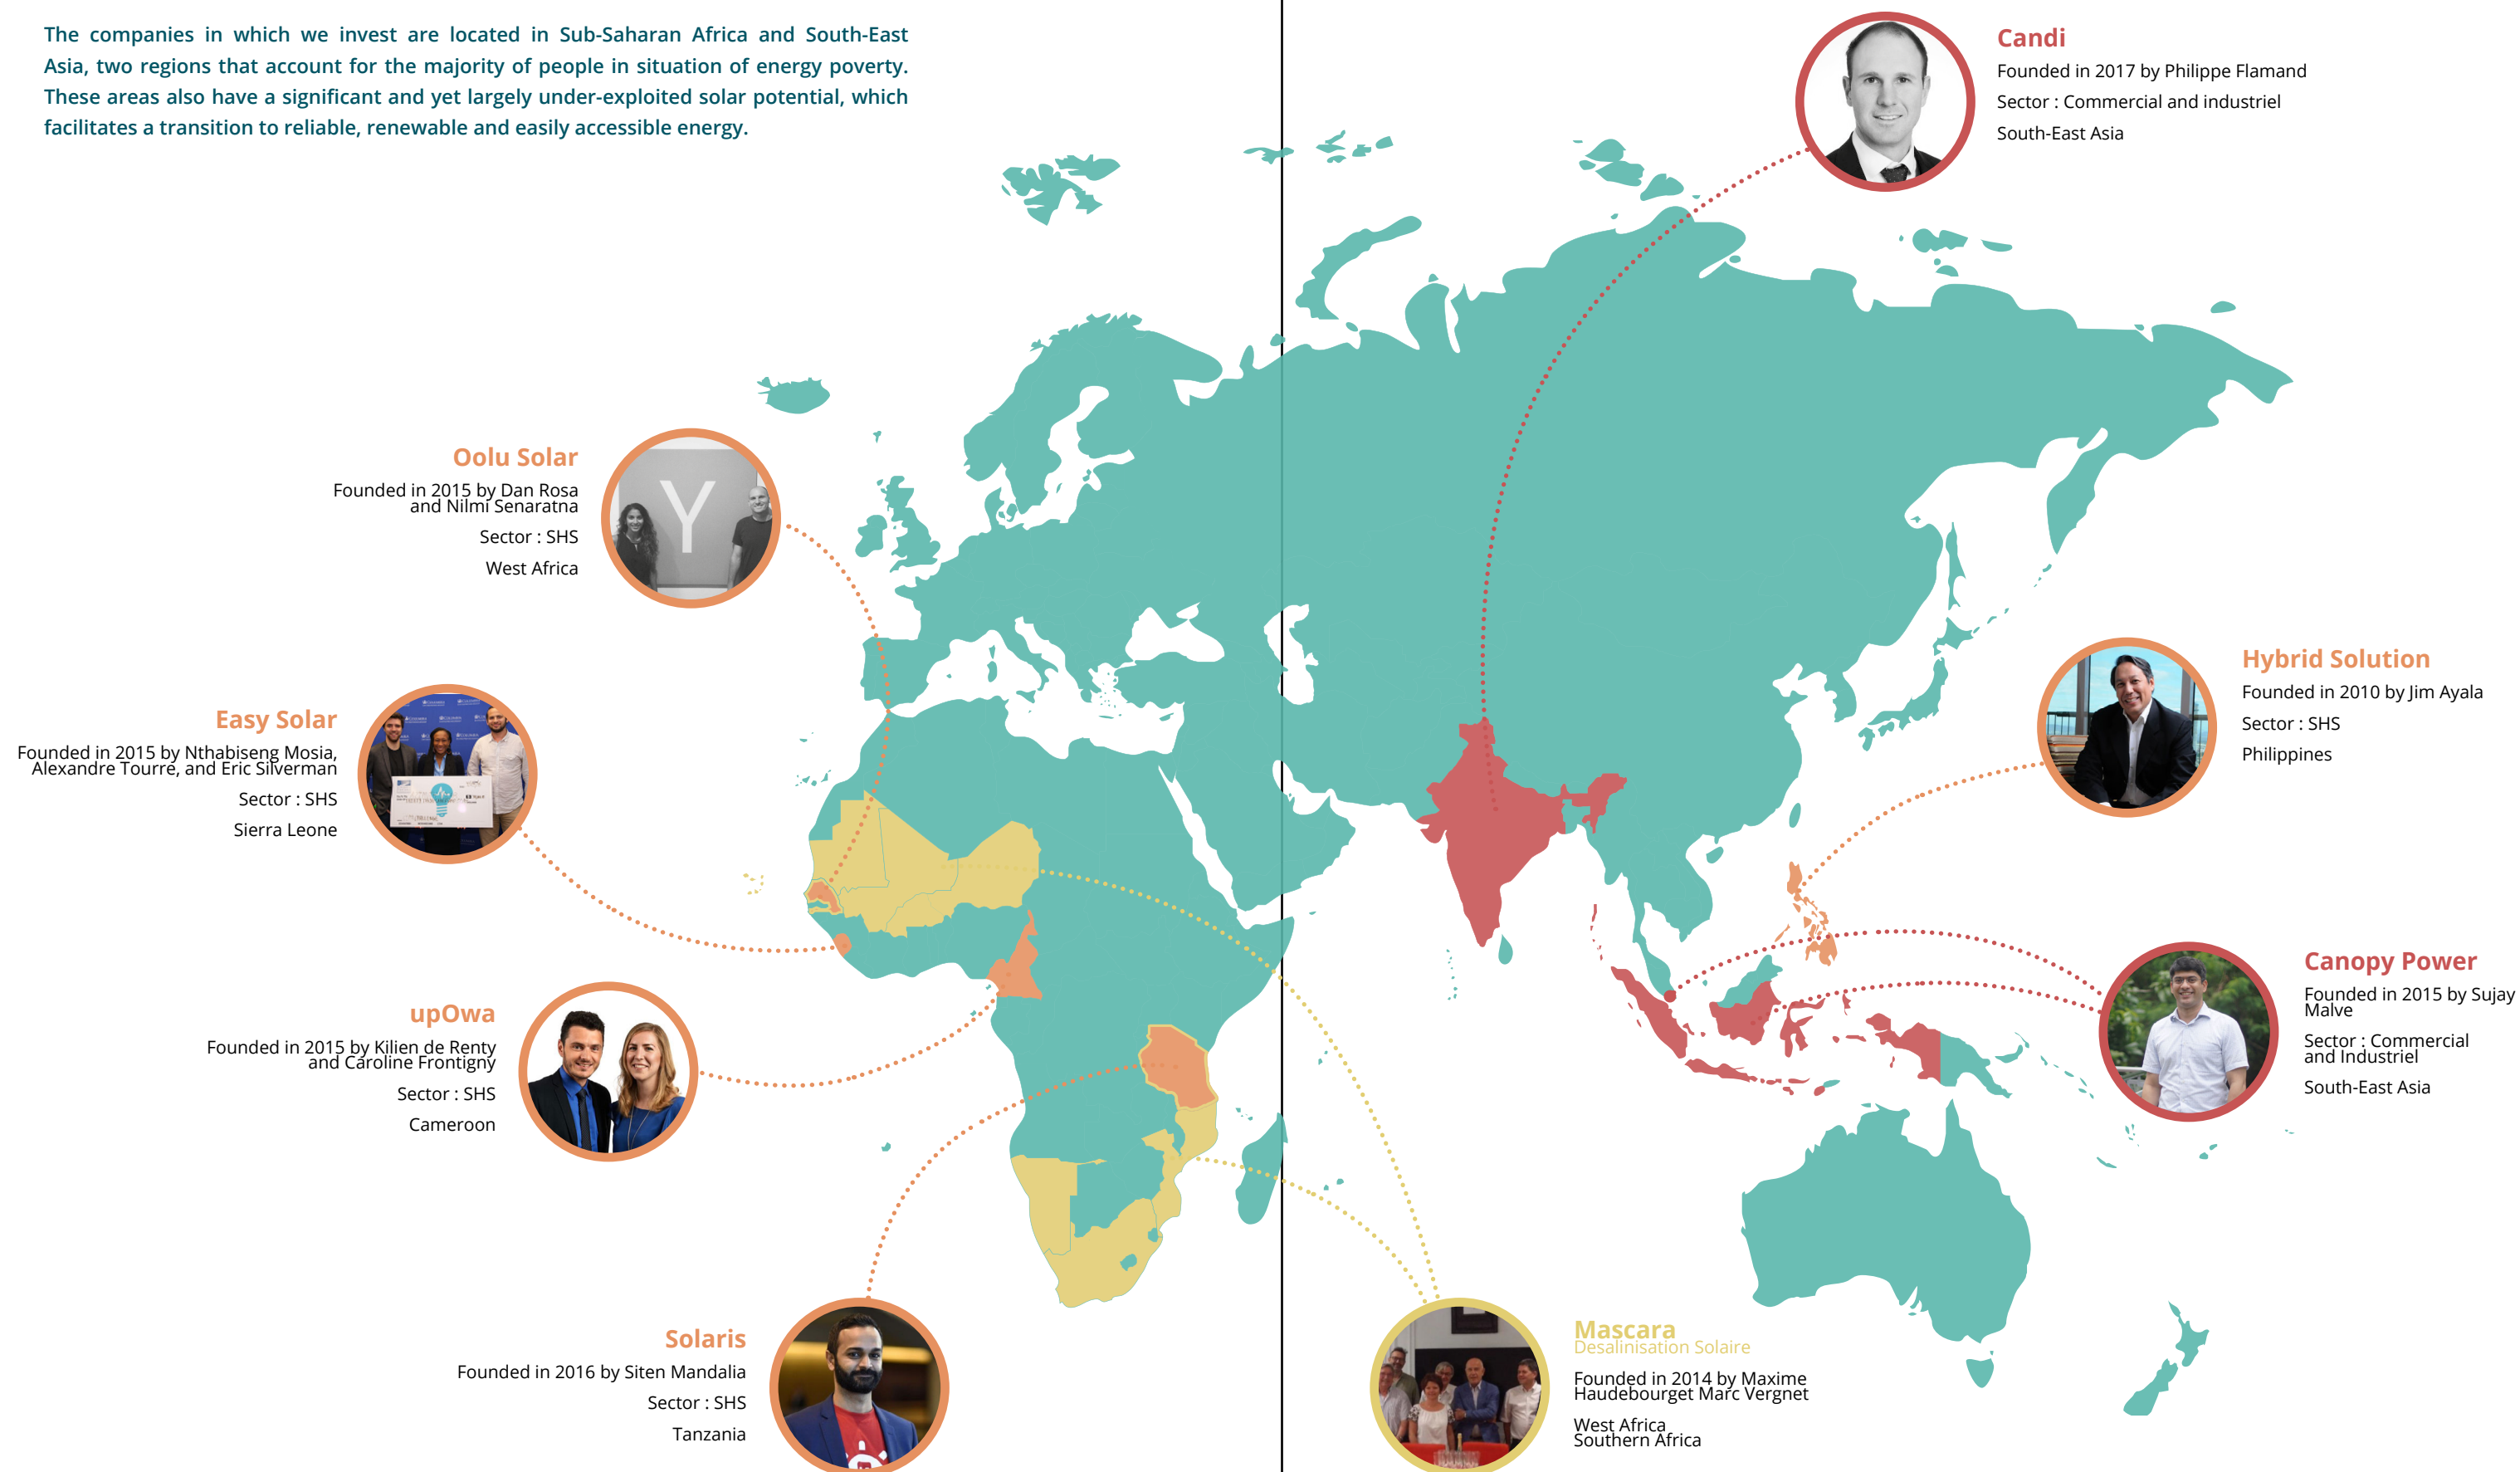 The companies in which we invest are located in Sub-Saharan Africa and South-East
Asia, two regions that account for the majority of people in situation of energy poverty.
These areas also have a significant and yet largely under-exploited solar potential, which
facilitates a transition to reliable, renewable and easily accessible energy.
Candi
Founded in 2017 by Philippe Flamand
Sector : Commercial and industriel
South-East Asia
Oolu Solar
Founded in 2015 by Dan Rosa
and Nilmi Senaratna
Sector : SHS
West Africa
Y
Hybrid Solution
Founded in 2010 by Jim Ayala
Sector : SHS
Philippines
Easy Solar
Founded in 2015 by Nthabiseng Mosia,
Alexandre Tourre, and Eric Silverman
Sector : SHS
Sierra Leone
Canopy Power
Founded in 2015 by Sujay
Malve
Sector : Commercial
and Industriel
South-East Asia
upOwa
Founded in 2015 by Kilien de Renty
and Caroline Frontigny
Sector : SHS
Cameroon
Solaris
Founded in 2016 by Siten Mandalia
Sector : SHS
Tanzania
Mascara
Desalinisation Solaire
Founded in 2014 by Maxime
Haudebourget Marc Vergnet
West Africa
Southern Africa